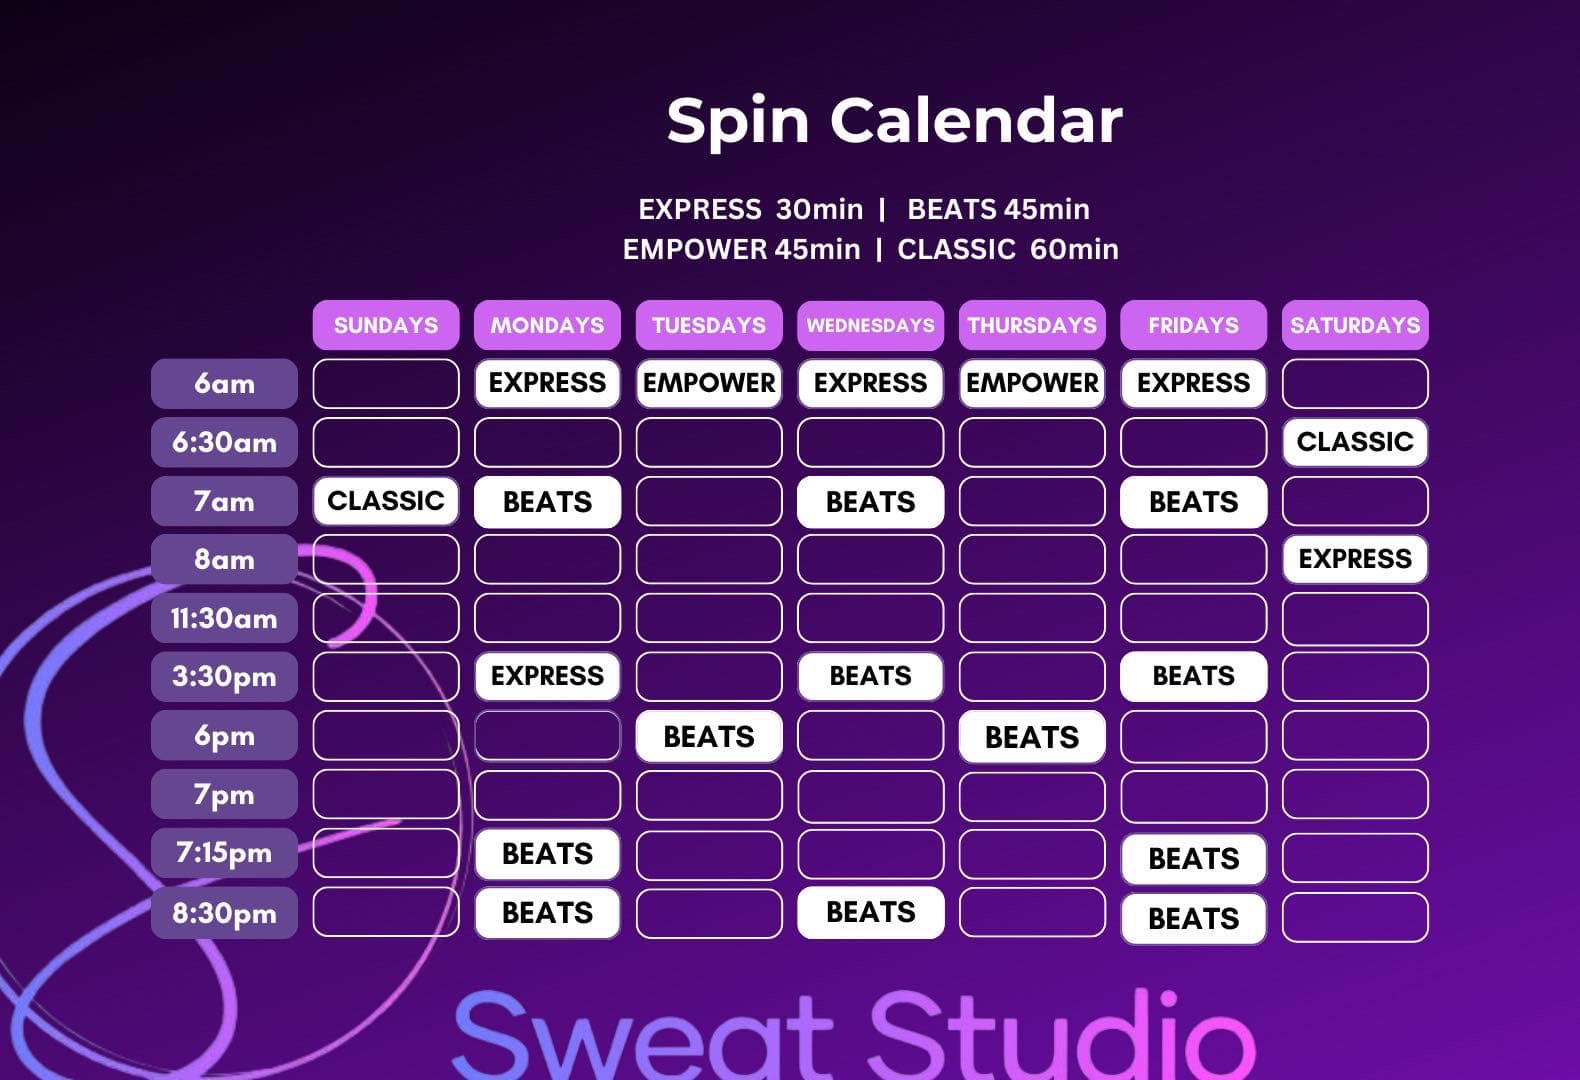 Spin Calendar
EXPRESS 30min | BEATS 45min
EMPOWER 45min | CLASSIC 60min
SUNDAYS MONDAYS TUESDAYS WEDNESDAYS THURSDAYS FRIDAYS SATURDAYS
6am EXPRESS EMPOWER EXPRESS EMPOWER EXPRESS
6:30am CLASSIC
7am CLASSIC BEATS BEATS BEATS
8am EXPRESS
11:30am
3:30pm EXPRESS BEATS BEATS
6pm BEATS BEATS
7pm
7:15pm BEATS BEATS
8:30pm BEATS BEATS BEATS
Sweat Studio